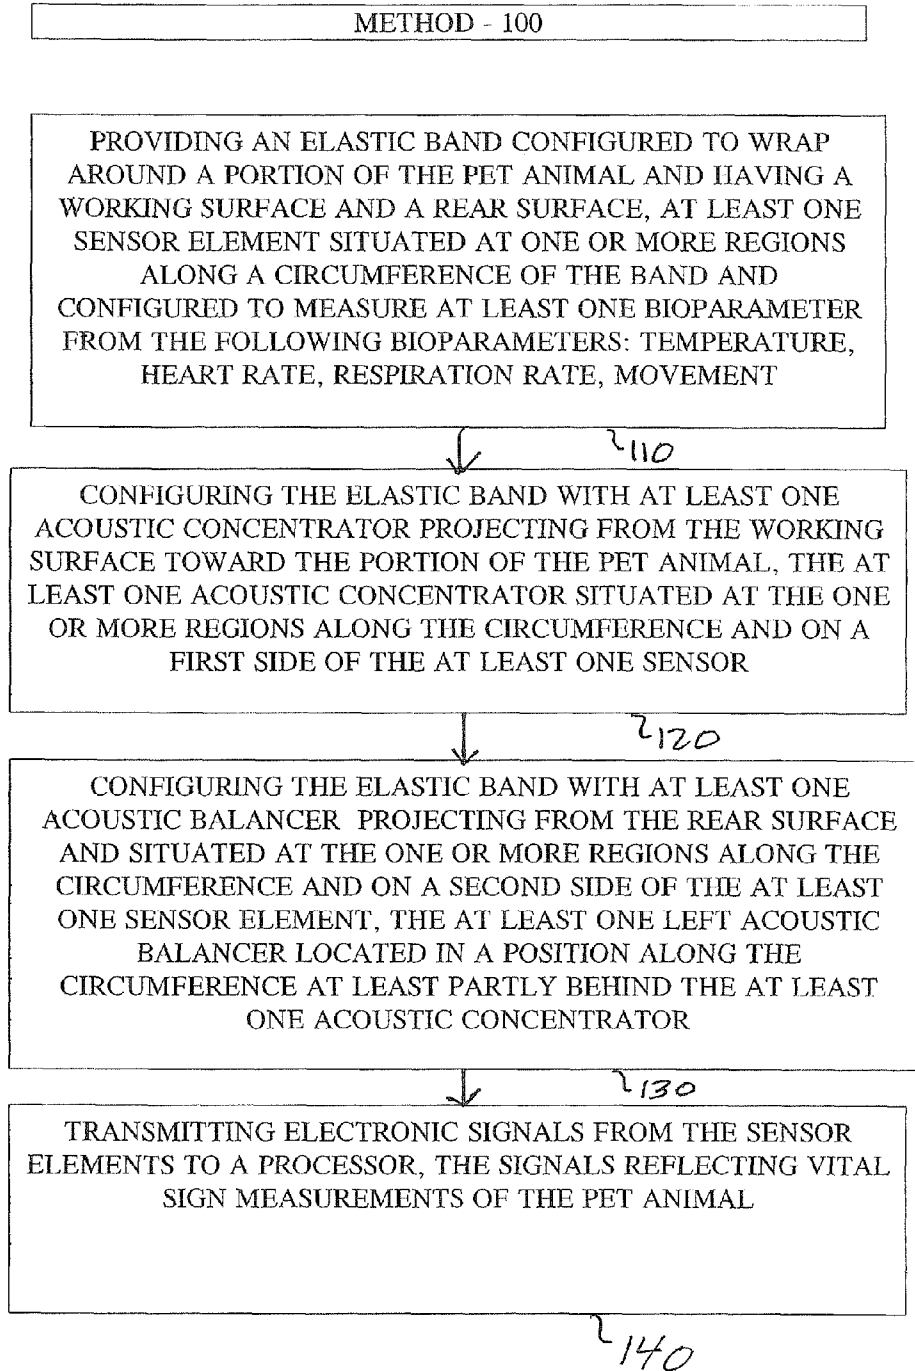 METHOD - 100
PROVIDING AN ELASTIC BAND CONFIGURED TO WRAP
AROUND A PORTION OF THE PET ANIMAL AND HAVING A
WORKING SURFACE AND A REAR SURFACE, AT LEAST ONE
SENSOR ELEMENT SITUATED AT ONE OR MORE REGIONS
ALONG A CIRCUMFERENCE OF THE BAND AND
CONFIGURED TO MEASURE AT LEAST ONE BIOPARAMETER
FROM THE FOLLOWING BIOPARAMETERS: TEMPERATURE,
HEART RATE, RESPIRATION RATE, MOVEMENT
110
CONFIGURING THE ELASTIC BAND WITH AT LEAST ONE
ACOUSTIC CONCENTRATOR PROJECTING FROM THE WORKING
SURFACE TOWARD THE PORTION OF THE PET ANIMAL, THE AT
LEAST ONE ACOUSTIC CONCENTRATOR SITUATED AT THE ONE
OR MORE REGIONS ALONG THE CIRCUMFERENCE AND ON A
FIRST SIDE OF THE AT LEAST ONE SENSOR
120
CONFIGURING THE ELASTIC BAND WITH AT LEAST ONE
ACOUSTIC BALANCER PROJECTING FROM THE REAR SURFACE
AND SITUATED AT THE ONE OR MORE REGIONS ALONG THE
CIRCUMFERENCE AND ON A SECOND SIDE OF THE AT LEAST
ONE SENSOR ELEMENT, THE AT LEAST ONE LEFT ACOUSTIC
BALANCER LOCATED IN A POSITION ALONG THE
CIRCUMFERENCE AT LEAST PARTLY BEHIND THE AT LEAST
ONE ACOUSTIC CONCENTRATOR
130
TRANSMITTING ELECTRONIC SIGNALS FROM THE SENSOR
ELEMENTS TO A PROCESSOR, THE SIGNALS REFLECTING VITAL
SIGN MEASUREMENTS OF THE PET ANIMAL
140